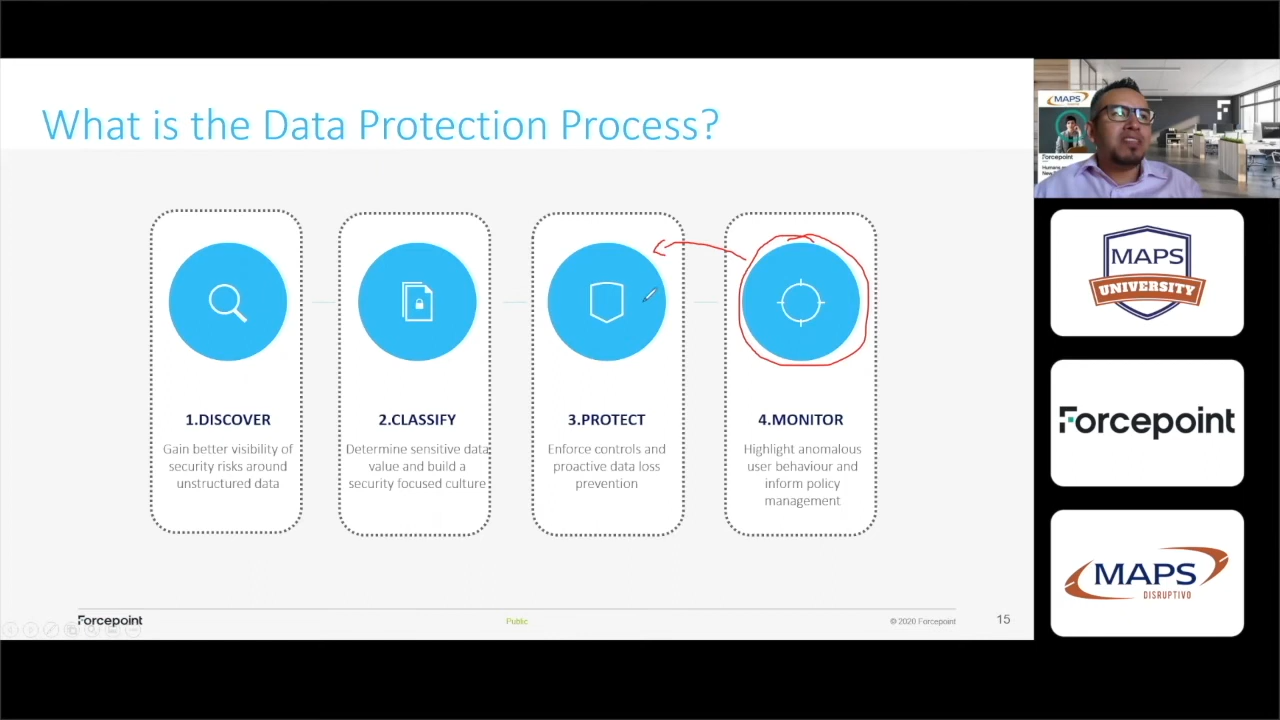 What is the Data Protection Process?
1.DISCOVER
Gain better visibility of
security risks around
unstructured data
2.CLASSIFY
Determine sensitive data
value and build a
security focused culture
3.PROTECT
Enforce controls and
proactive data loss
prevention
4.MONITOR
Highlight anomalous
user behaviour and
inform policy
management
Forcepoint
Public
© 2020 Forcepoint
15
MAPS
Forcepoint
MAPS
UNIVERSITY
Forcepoint
MAPS
DISRUPTIVO